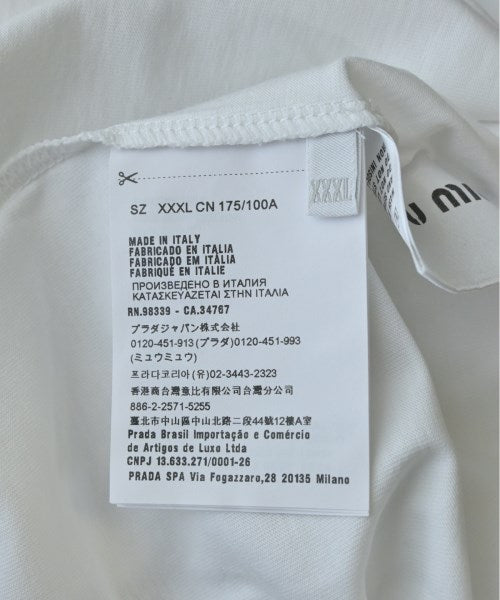 SZ XXXL CN 175/100A
XXXL
MADE IN ITALY
FABRICADO EN ITALIA
FABRICADO EM ITÀLIA
FABRIQUÉ EN ITALIE
ПРОИЗВЕДЕНО В ИТАЛИЯ
ΚΑΤΑΣΚΕΥΑΖΕΤΑΙ ΣΤΗΝ ΙΤΑΛΙΑ
RN.98339 - CA.34767
プラダジャパン株式会社
0120-451-913 (プラダ)0120-451-993
(ミュウミュウ)
프라다코리아 (유) 02-3443-2323
香港商台灣意比有限公司台灣分公司
886-2-2571-5255
臺北市中山區中山北路二段44號12樓A室
Prada Brasil Importação e Comércio
de Artigos de Luxo Ltda
CNPJ 13.633.271/0001-26
PRADA SPA Via Fogazzaro,28 20135 Milano